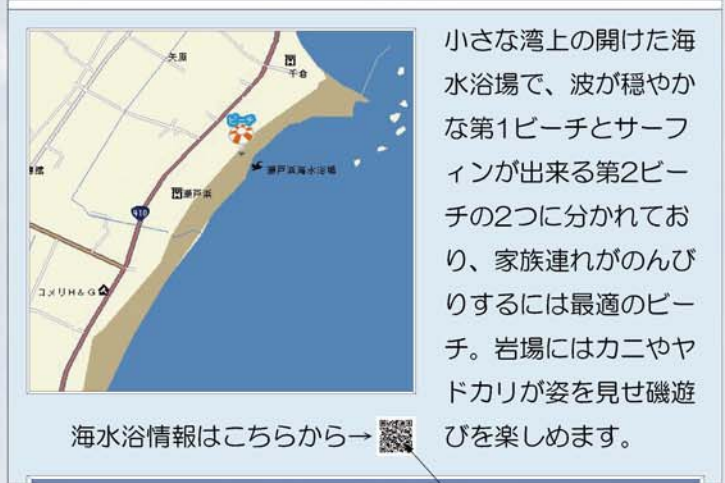 小さな湾上の開けた海
水浴場で、波が穏やか
な第1ビーチとサーフ
ィンが出来る第2ビー
チの2つに分かれてお
り、家族連れがのんび
りするには最適のビー
チ。岩場にはカニやヤ
ドカリが姿を見せ磯遊
びを楽しめます。
矢原
千倉
ビーチ
瀬戸浜海水浴場
瀬戸浜
410
コメリH&G
海水浴情報はこちらから→